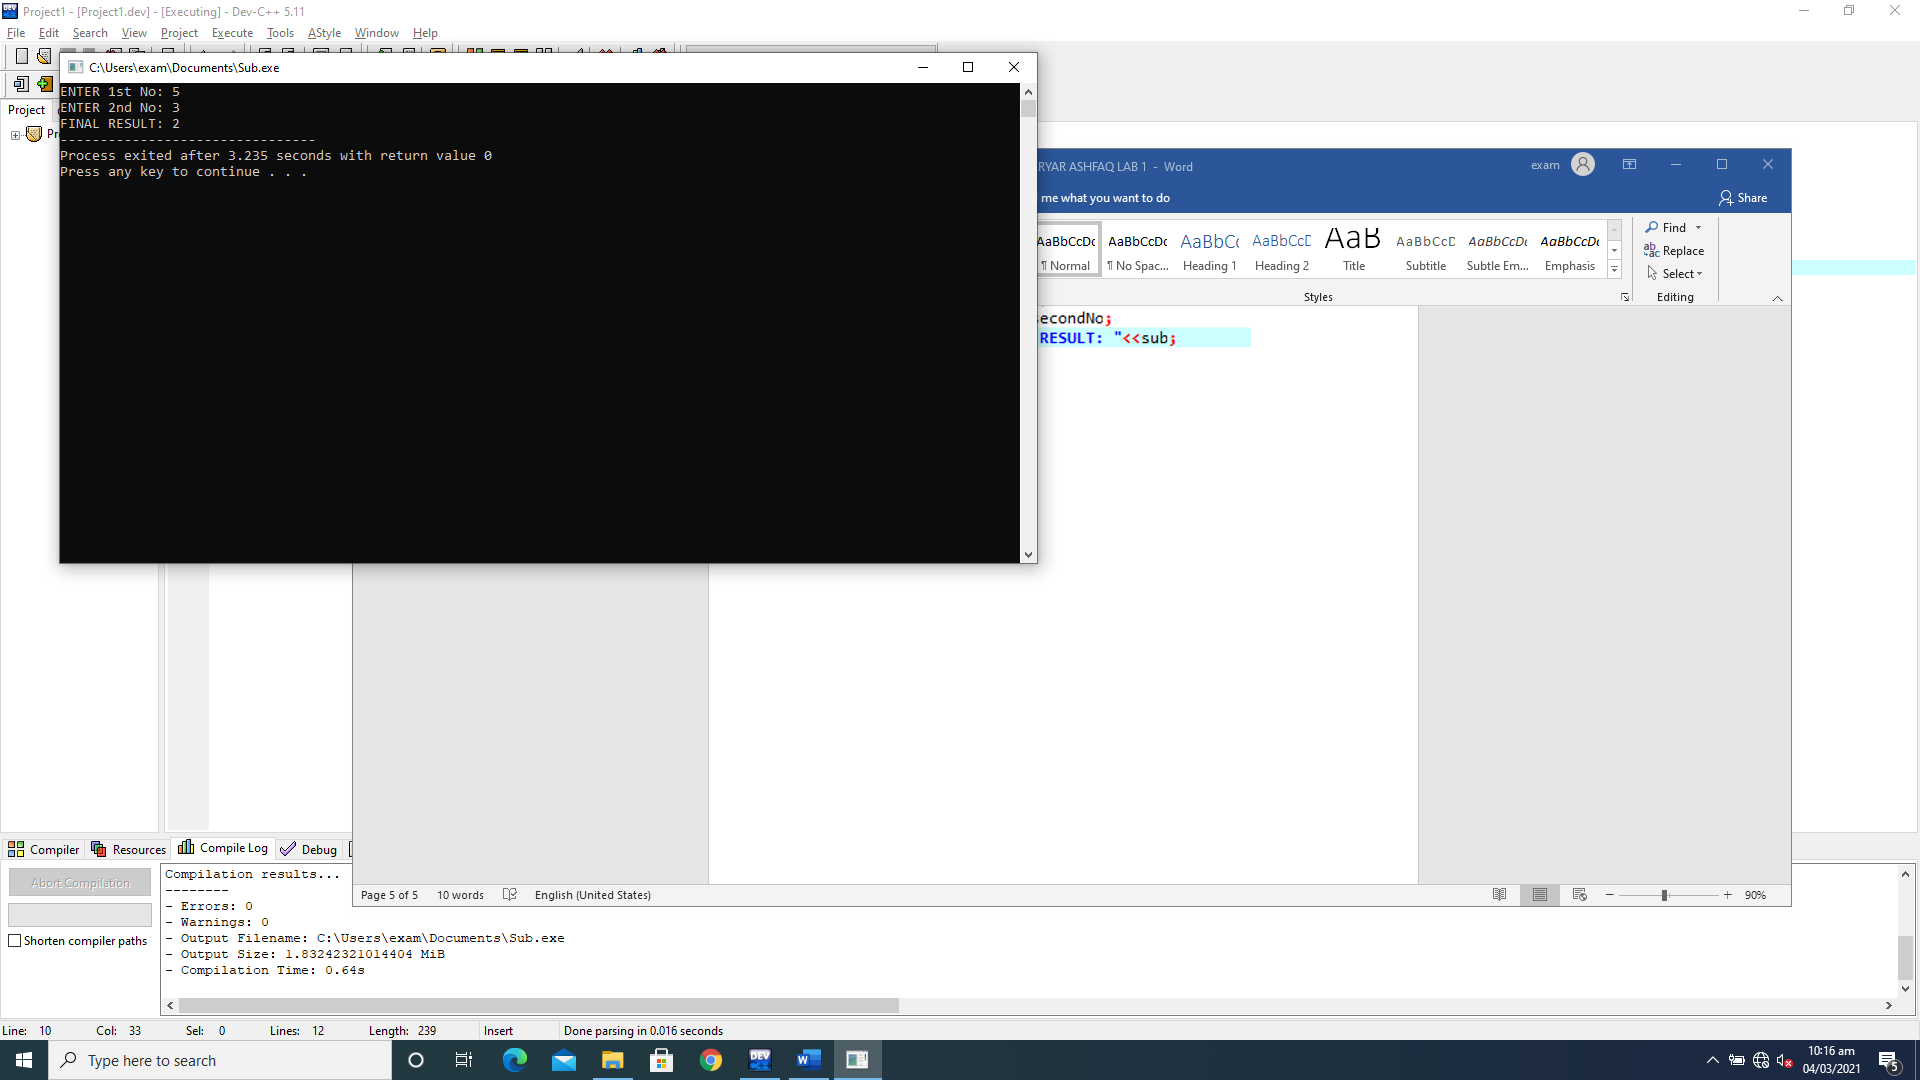 Project1 - [Project1.dev] - [Executing] - Dev-C++ 5.11
File Edit Search View Project Execute Tools AStyle Window Help
C:\Users\exam\Documents\Sub.exe
ENTER 1st No: 5
ENTER 2nd No: 3
FINAL RESULT: 2
--------------------------------
Process exited after 3.235 seconds with return value 0
Press any key to continue . . .
Project
RYAR ASHFAQ LAB 1 - Word
exam
me what you want to do
Share
AaBbCcDc AaBbCcDc AaBbCc AaBbCcD AaB AaBbCcD AaBbCcDc AaBbCcDc
¶ Normal ¶ No Spac... Heading 1 Heading 2 Title Subtitle Subtle Em... Emphasis
Styles
Find
Replace
Select
Editing
secondNo;
RESULT: "<<sub;
Page 5 of 5 10 words English (United States)
90%
Compiler Resources Compile Log Debug
Abort Compilation
Shorten compiler paths
Compilation results...
--------
- Errors: 0
- Warnings: 0
- Output Filename: C:\Users\exam\Documents\Sub.exe
- Output Size: 1.83242321014404 MiB
- Compilation Time: 0.64s
Line: 10 Col: 33 Sel: 0 Lines: 12 Length: 239 Insert Done parsing in 0.016 seconds
Type here to search
DEV
W
10:16 am
04/03/2021
5